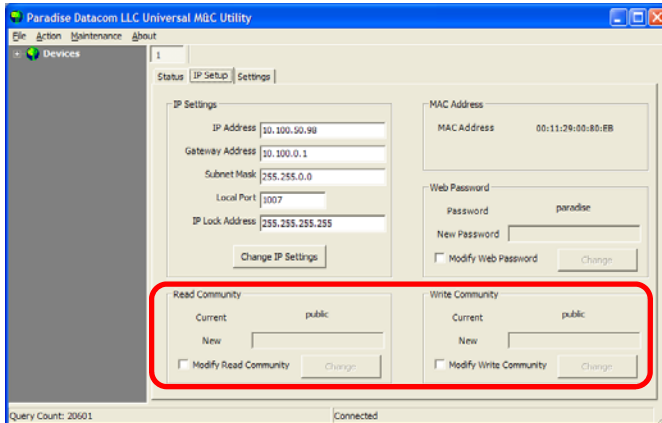 Paradise Datacom LLC Universal M&C Utility
File Action Maintenance About
Devices
1
Status IP Setup Settings
IP Settings
IP Address 10.100.50.98
Gateway Address 10.100.0.1
Subnet Mask 255.255.0.0
Local Port 1007
IP Lock Address 255.255.255.255
Change IP Settings
MAC Address
MAC Address 00:11:29:00:80:EB
Web Password
Password paradise
New Password
Modify Web Password Change
Read Community
Current public
New
Modify Read Community Change
Write Community
Current public
New
Modify Write Community Change
Query Count: 20601 Connected